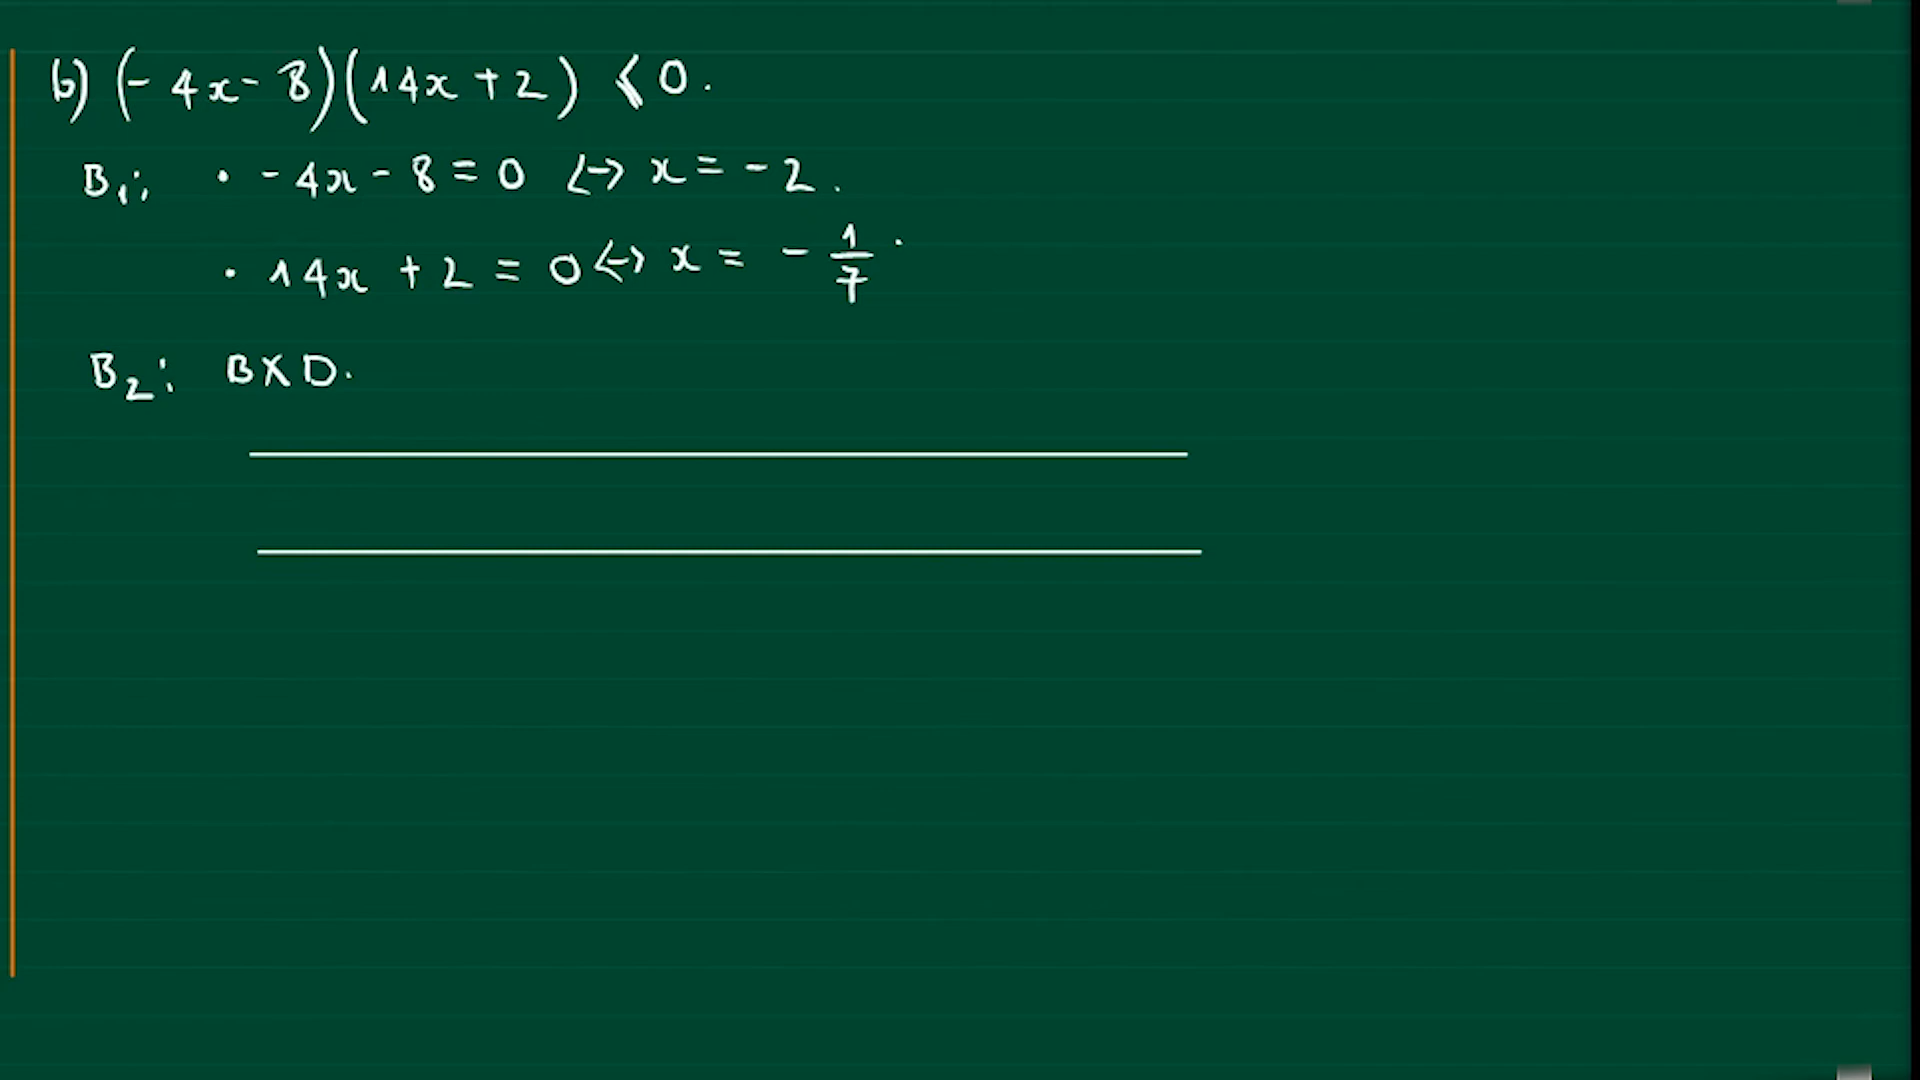 b) (-4x-8)(14x+2) ⩽ 0.
B₁: • -4x-8=0 <-> x=-2.
• 14x+2=0 <-> x=-1/7.
B₂: BXD.